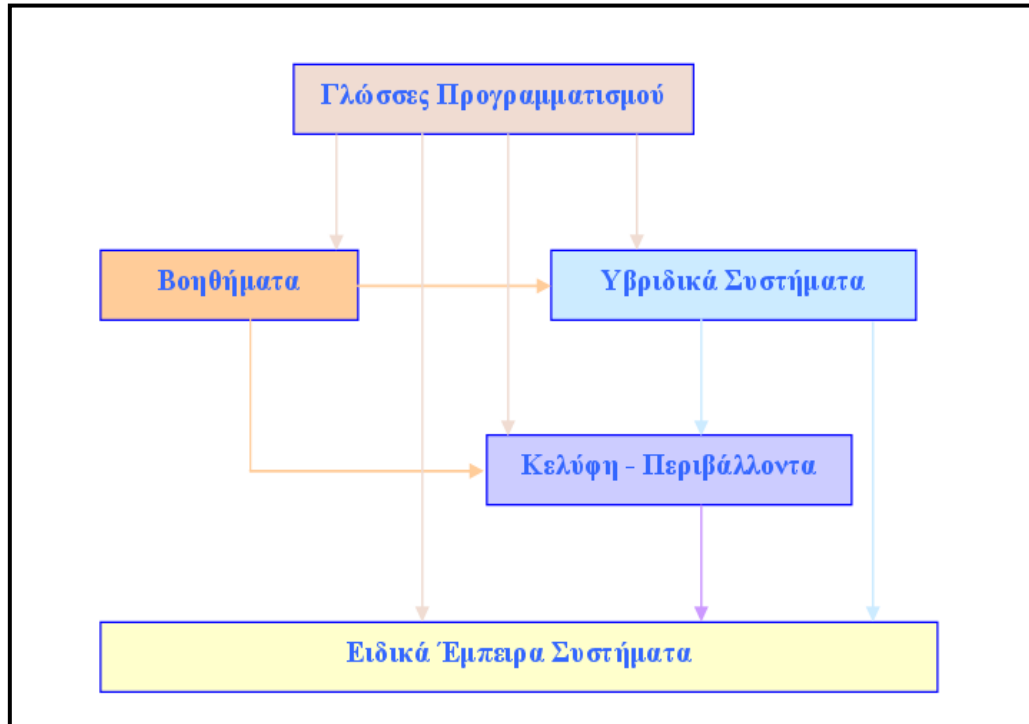 Γλώσσες Προγραμματισμού
Βοηθήματα
Υβριδικά Συστήματα
Κελύφη - Περιβάλλοντα
Ειδικά Έμπειρα Συστήματα